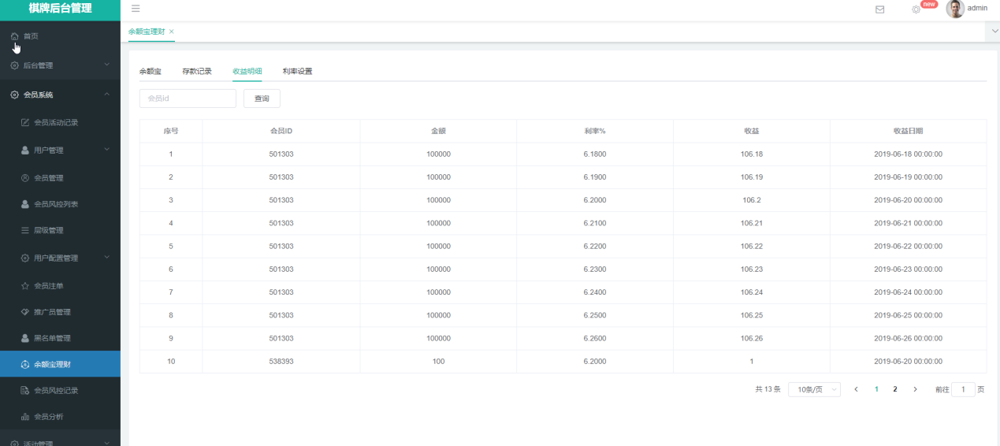 棋牌后台管理
new
admin
首页
后台管理
会员系统
会员活动记录
用户管理
会员管理
会员风控列表
层级管理
用户配置管理
会员注单
推广员管理
黑名单管理
余额宝理财
会员风控记录
会员分析
活动管理
余额宝理财 ×
余额宝 存款记录 收益明细 利率设置
会员id 查询
序号 会员ID 金额 利率% 收益 收益日期
1 501303 100000 6.1800 106.18 2019-06-18 00:00:00
2 501303 100000 6.1900 106.19 2019-06-19 00:00:00
3 501303 100000 6.2000 106.2 2019-06-20 00:00:00
4 501303 100000 6.2100 106.21 2019-06-21 00:00:00
5 501303 100000 6.2200 106.22 2019-06-22 00:00:00
6 501303 100000 6.2300 106.23 2019-06-23 00:00:00
7 501303 100000 6.2400 106.24 2019-06-24 00:00:00
8 501303 100000 6.2500 106.25 2019-06-25 00:00:00
9 501303 100000 6.2600 106.26 2019-06-26 00:00:00
10 538393 100 6.2000 1 2019-06-20 00:00:00
共 13 条 10条/页 < 1 2 > 前往 1 页